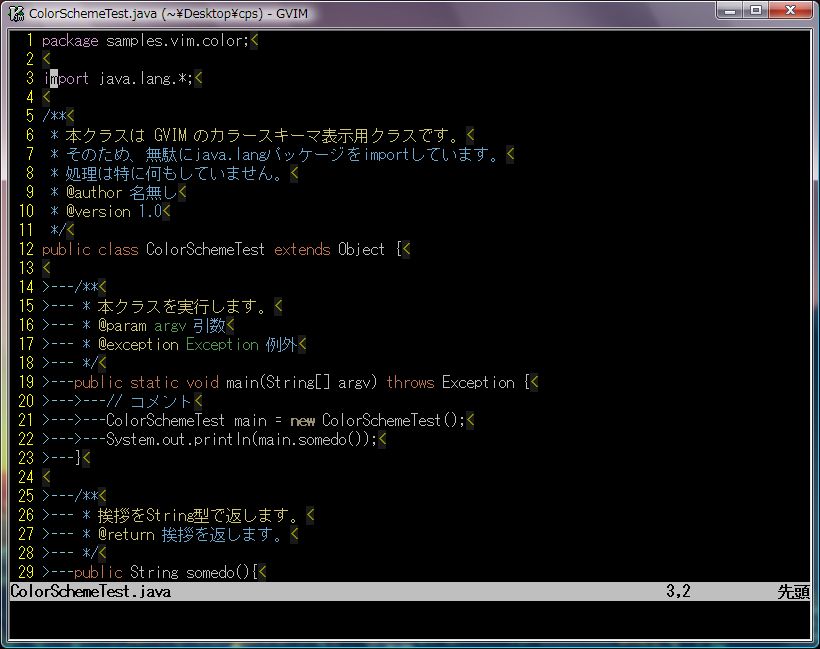 ColorSchemeTest.java (~¥Desktop¥cps) - GVIM
1 package samples.vim.color;<
2 <
3 import java.lang.*;<
4 <
5 /**<
6  * 本クラスは GVIM のカラースキーマ表示用クラスです。<
7  * そのため、無駄にjava.langパッケージをimportしています。<
8  * 処理は特に何もしていません。<
9  * @author 名無し<
10  * @version 1.0<
11  */<
12 public class ColorSchemeTest extends Object {<
13 <
14 >---/**<
15 >--- * 本クラスを実行します。<
16 >--- * @param argv 引数<
17 >--- * @exception Exception 例外<
18 >--- */<
19 >---public static void main(String[] argv) throws Exception {<
20 >--->---// コメント<
21 >--->---ColorSchemeTest main = new ColorSchemeTest();<
22 >--->---System.out.println(main.somedo());<
23 >---}<
24 <
25 >---/**<
26 >--- * 挨拶をString型で返します。<
27 >--- * @return 挨拶を返します。<
28 >--- */<
29 >---public String somedo(){<
ColorSchemeTest.java 3,2 先頭